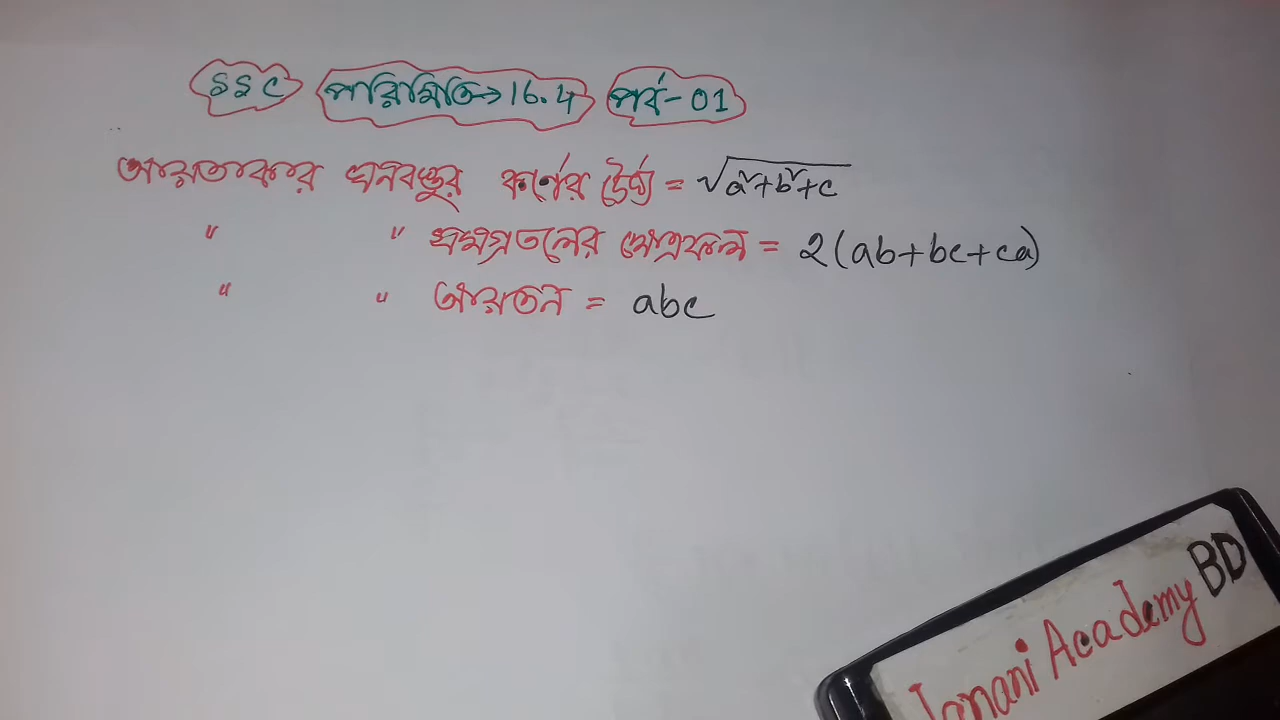 SSC পরিমিতি→16.4 পর্ব-01
আয়তাকার ঘনবস্তুর কর্ণের দৈর্ঘ্য = √a²+b²+c
" " সমগ্রতলের ক্ষেত্রফল = 2(ab+bc+ca)
" " আয়তন = abc
Janani Academy BD